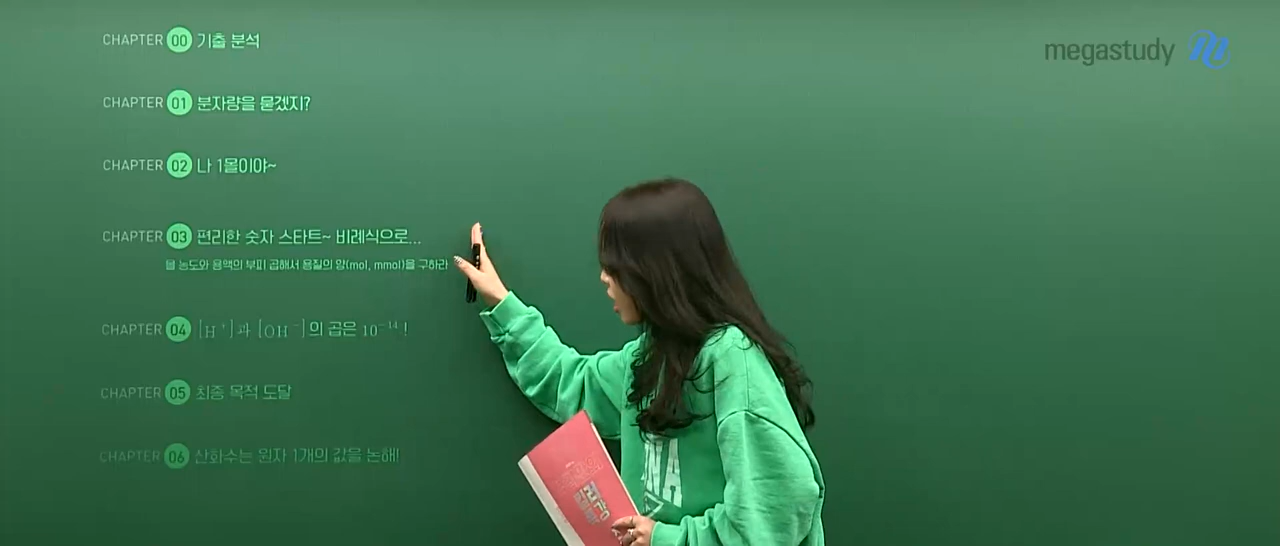 CHAPTER 00 기출 분석
megastudy M
CHAPTER 01 분자량을 묻겠지?
CHAPTER 02 나 1몰이야~
CHAPTER 03 편리한 숫자 스타트~ 비례식으로...
몰 농도와 용액의 부피 곱해서 용질의 양(mol, mmol)을 구하라
CHAPTER 04 [H⁺]과 [OH⁻]의 곱은 10⁻¹⁴!
CHAPTER 05 최종 목적 도달
CHAPTER 06 산화수는 원자 1개의 값을 논해!
NA